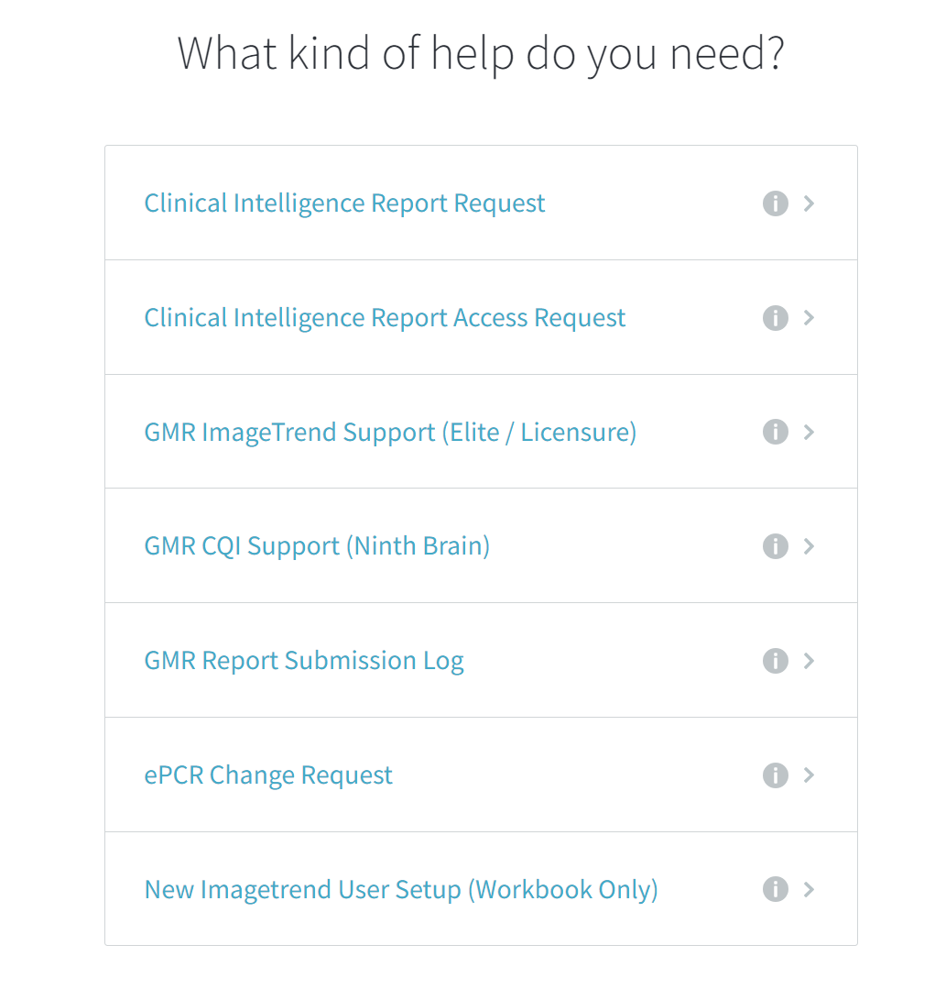 What kind of help do you need?
Clinical Intelligence Report Request
Clinical Intelligence Report Access Request
GMR ImageTrend Support (Elite / Licensure)
GMR CQI Support (Ninth Brain)
GMR Report Submission Log
ePCR Change Request
New Imagetrend User Setup (Workbook Only)